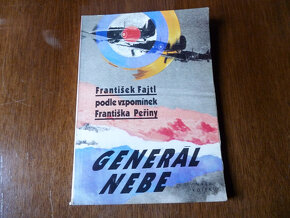 František Fajtl
podle vzpomínek
Františka Peřiny
GENERÁL
NEBE